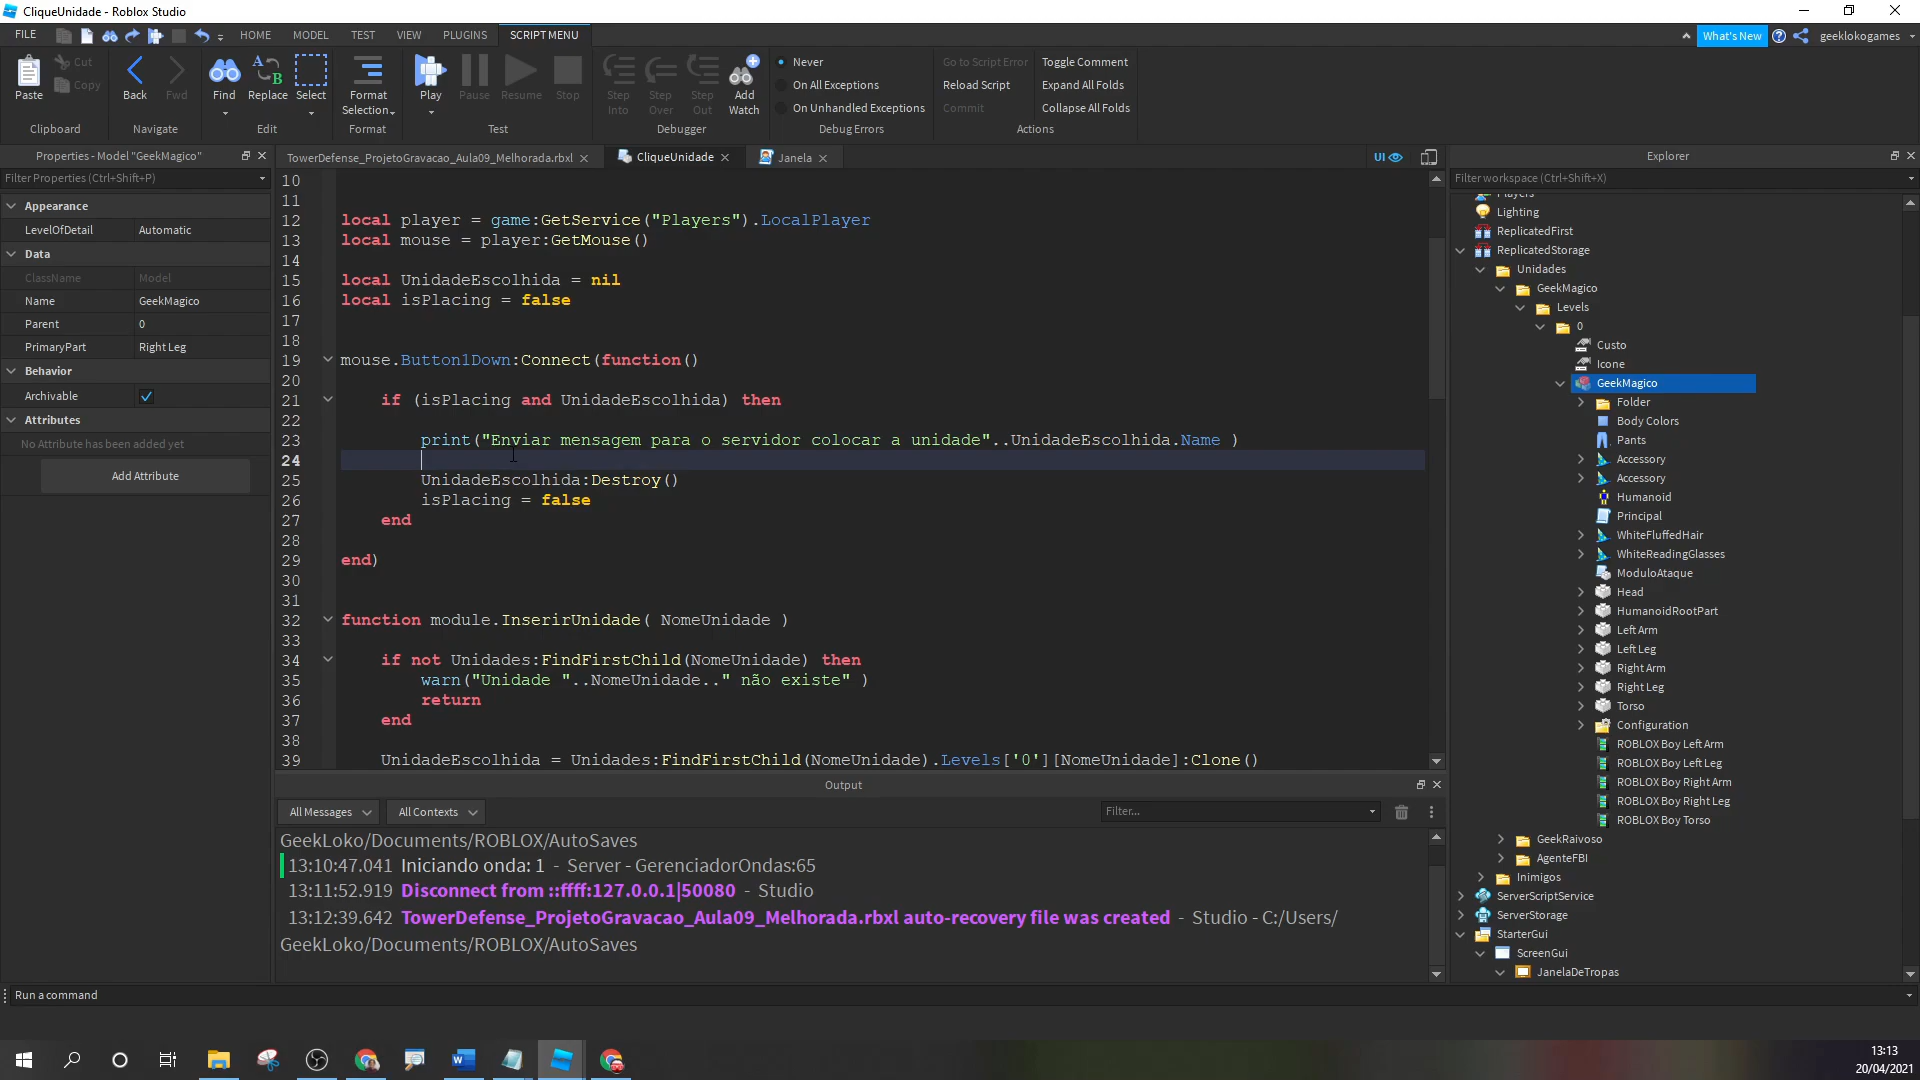 CliqueUnidade - Roblox Studio
FILE
HOME
MODEL
TEST
VIEW
PLUGINS
SCRIPT MENU
What's New
geeklokogames
Paste
Cut
Copy
Clipboard
Back
Fwd
Navigate
Find
Replace
Select
Edit
Format
Selection
Format
Play
Pause
Resume
Stop
Test
Step
Into
Step
Over
Step
Out
Add
Watch
Debugger
Never
On All Exceptions
On Unhandled Exceptions
Debug Errors
Go to Script Error
Reload Script
Commit
Toggle Comment
Expand All Folds
Collapse All Folds
Actions
Properties - Model "GeekMagico"
Filter Properties (Ctrl+Shift+P)
Appearance
LevelOfDetail Automatic
Data
ClassName Model
Name GeekMagico
Parent 0
PrimaryPart Right Leg
Behavior
Archivable
Attributes
No Attribute has been added yet
Add Attribute
TowerDefense_ProjetoGravacao_Aula09_Melhorada.rbxl
CliqueUnidade
Janela
UI
10
11
12 local player = game:GetService("Players").LocalPlayer
13 local mouse = player:GetMouse()
14
15 local UnidadeEscolhida = nil
16 local isPlacing = false
17
18
19 mouse.Button1Down:Connect(function()
20
21 if (isPlacing and UnidadeEscolhida) then
22
23 print("Enviar mensagem para o servidor colocar a unidade"..UnidadeEscolhida.Name )
24
25 UnidadeEscolhida:Destroy()
26 isPlacing = false
27 end
28
29 end)
30
31
32 function module.InserirUnidade( NomeUnidade )
33
34 if not Unidades:FindFirstChild(NomeUnidade) then
35 warn("Unidade "..NomeUnidade.." não existe" )
36 return
37 end
38
39 UnidadeEscolhida = Unidades:FindFirstChild(NomeUnidade).Levels['0'][NomeUnidade]:Clone()
Output
All Messages
All Contexts
Filter...
GeekLoko/Documents/ROBLOX/AutoSaves
13:10:47.041 Iniciando onda: 1 - Server - GerenciadorOndas:65
13:11:52.919 Disconnect from ::ffff:127.0.0.1|50080 - Studio
13:12:39.642 TowerDefense_ProjetoGravacao_Aula09_Melhorada.rbxl auto-recovery file was created - Studio - C:/Users/
GeekLoko/Documents/ROBLOX/AutoSaves
Run a command
Explorer
Filter workspace (Ctrl+Shift+X)
Players
Lighting
ReplicatedFirst
ReplicatedStorage
Unidades
GeekMagico
Levels
0
Custo
Icone
GeekMagico
Folder
Body Colors
Pants
Accessory
Accessory
Humanoid
Principal
WhiteFluffedHair
WhiteReadingGlasses
ModuloAtaque
Head
HumanoidRootPart
Left Arm
Left Leg
Right Arm
Right Leg
Torso
Configuration
ROBLOX Boy Left Arm
ROBLOX Boy Left Leg
ROBLOX Boy Right Arm
ROBLOX Boy Right Leg
ROBLOX Boy Torso
GeekRaivoso
AgenteFBI
Inimigos
ServerScriptService
ServerStorage
StarterGui
ScreenGui
JanelaDeTropas
13:13
20/04/2021